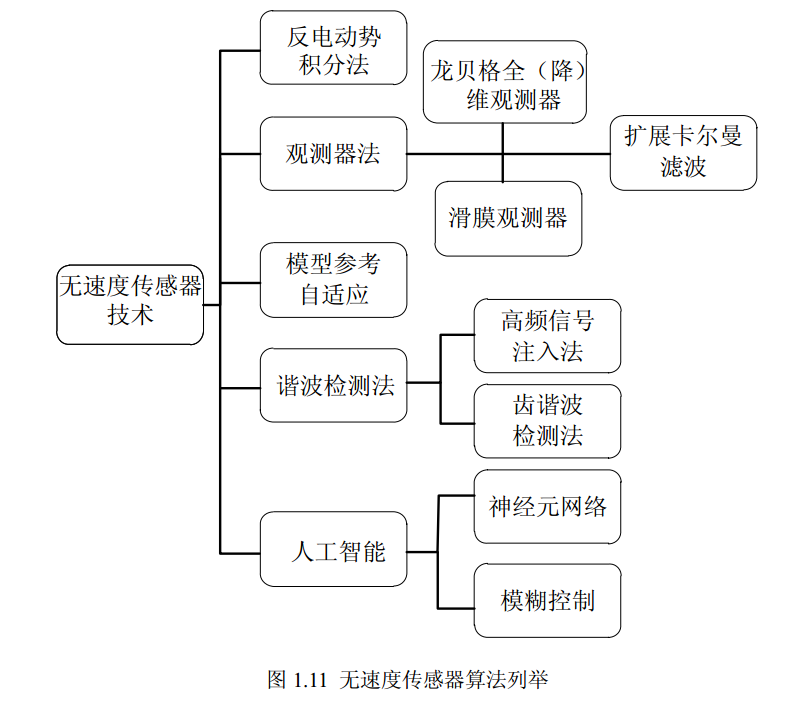 反电动势
积分法
龙贝格全（降）
维观测器
观测器法
扩展卡尔曼
滤波
滑膜观测器
模型参考
自适应
无速度传感器
技术
高频信号
注入法
谐波检测法
齿谐波
检测法
神经元网络
人工智能
模糊控制
图 1.11 无速度传感器算法列举